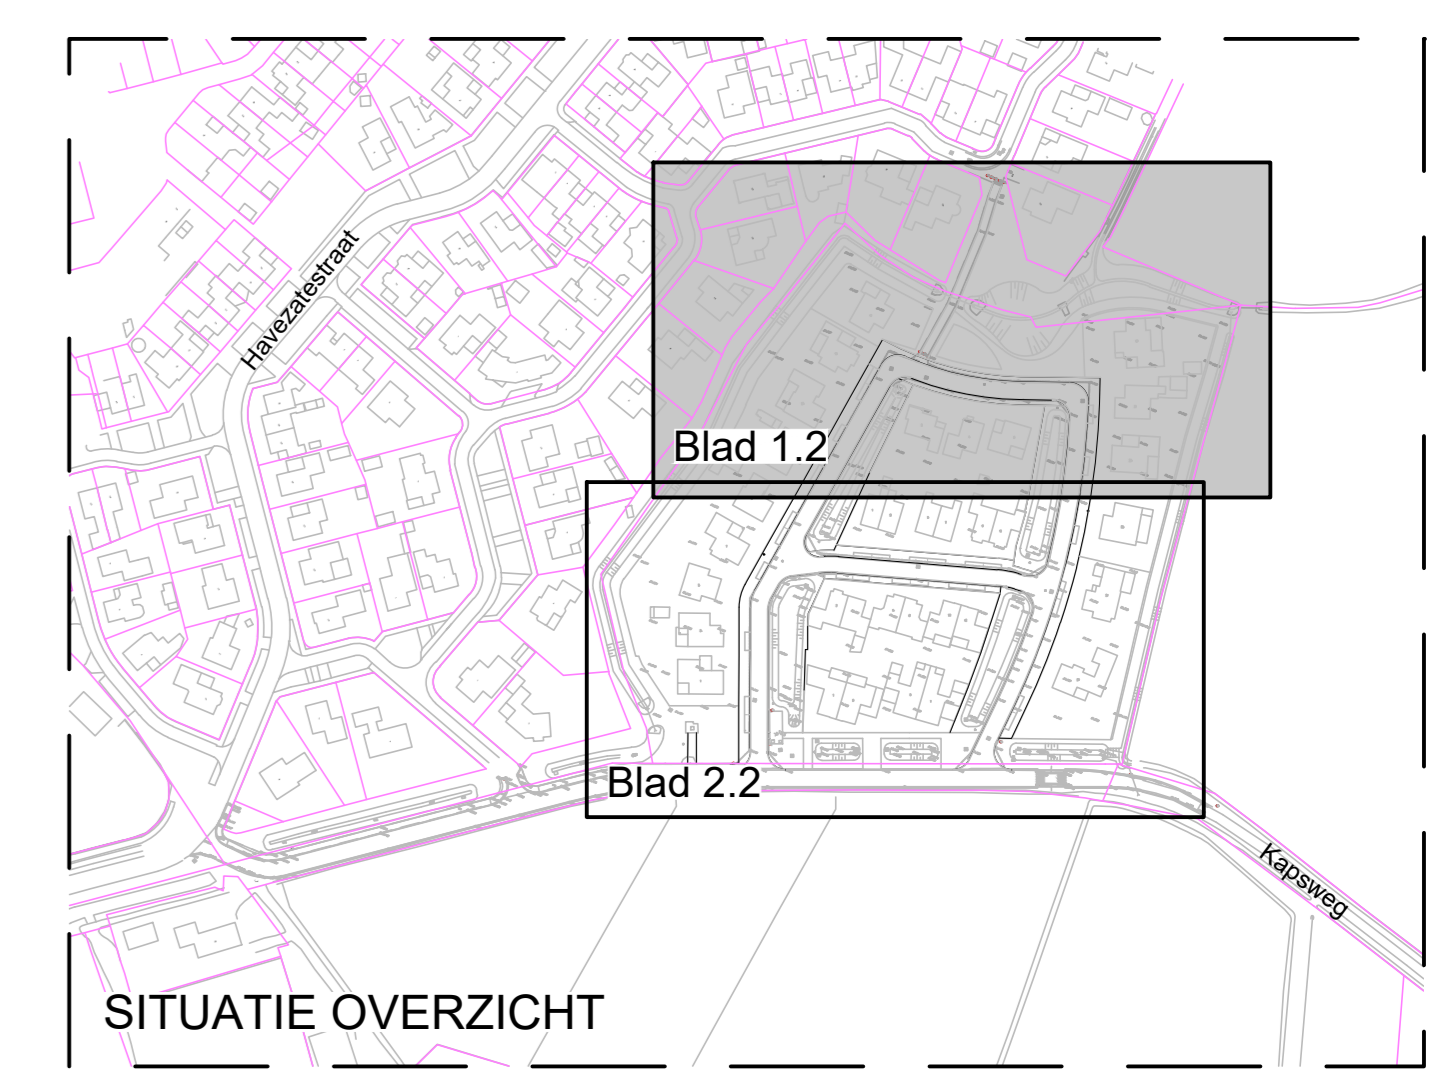 Havezatestraat
Blad 1.2
Blad 2.2
Kapsweg
SITUATIE OVERZICHT